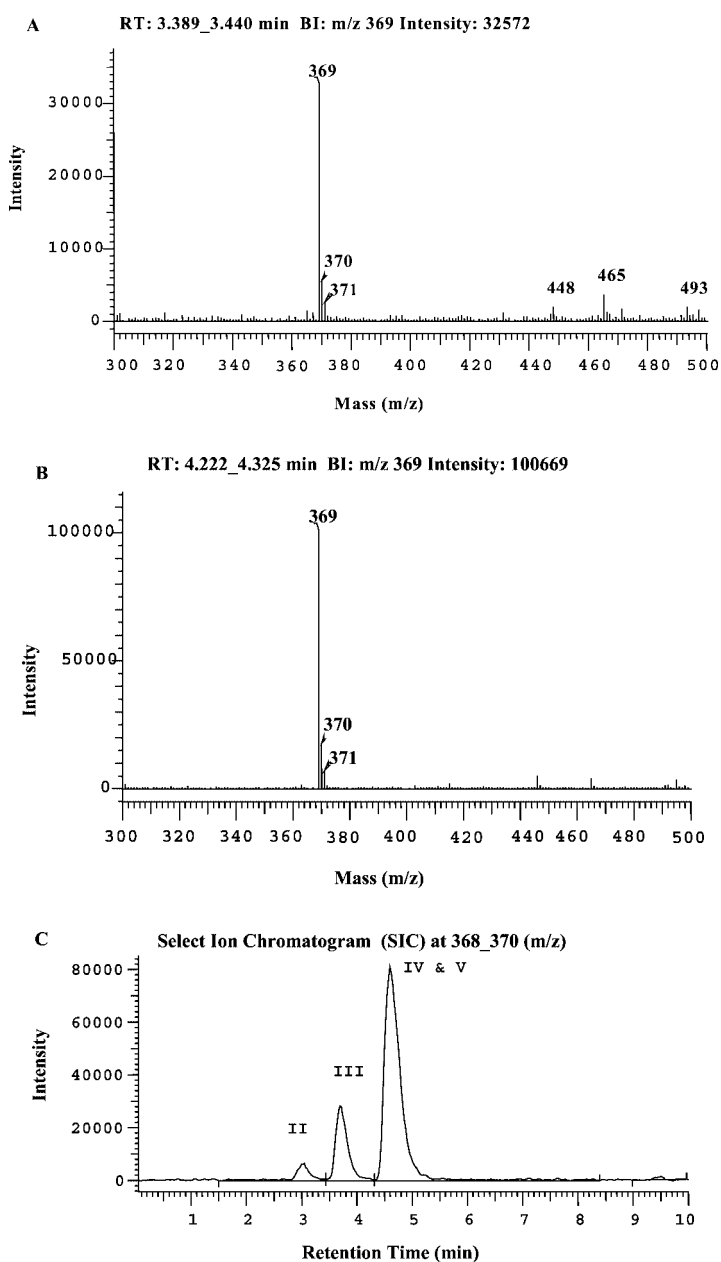 A
RT: 3.389_3.440 min BI: m/z 369 Intensity: 32572
Intensity
30000
20000
10000
0
369
370
371
448
465
493
300 320 340 360 380 400 420 440 460 480 500
Mass (m/z)
B
RT: 4.222_4.325 min BI: m/z 369 Intensity: 100669
Intensity
100000
50000
0
369
370
371
300 320 340 360 380 400 420 440 460 480 500
Mass (m/z)
C
Select Ion Chromatogram (SIC) at 368_370 (m/z)
Intensity
80000
60000
40000
20000
0
II
III
IV & V
1 2 3 4 5 6 7 8 9 10
Retention Time (min)